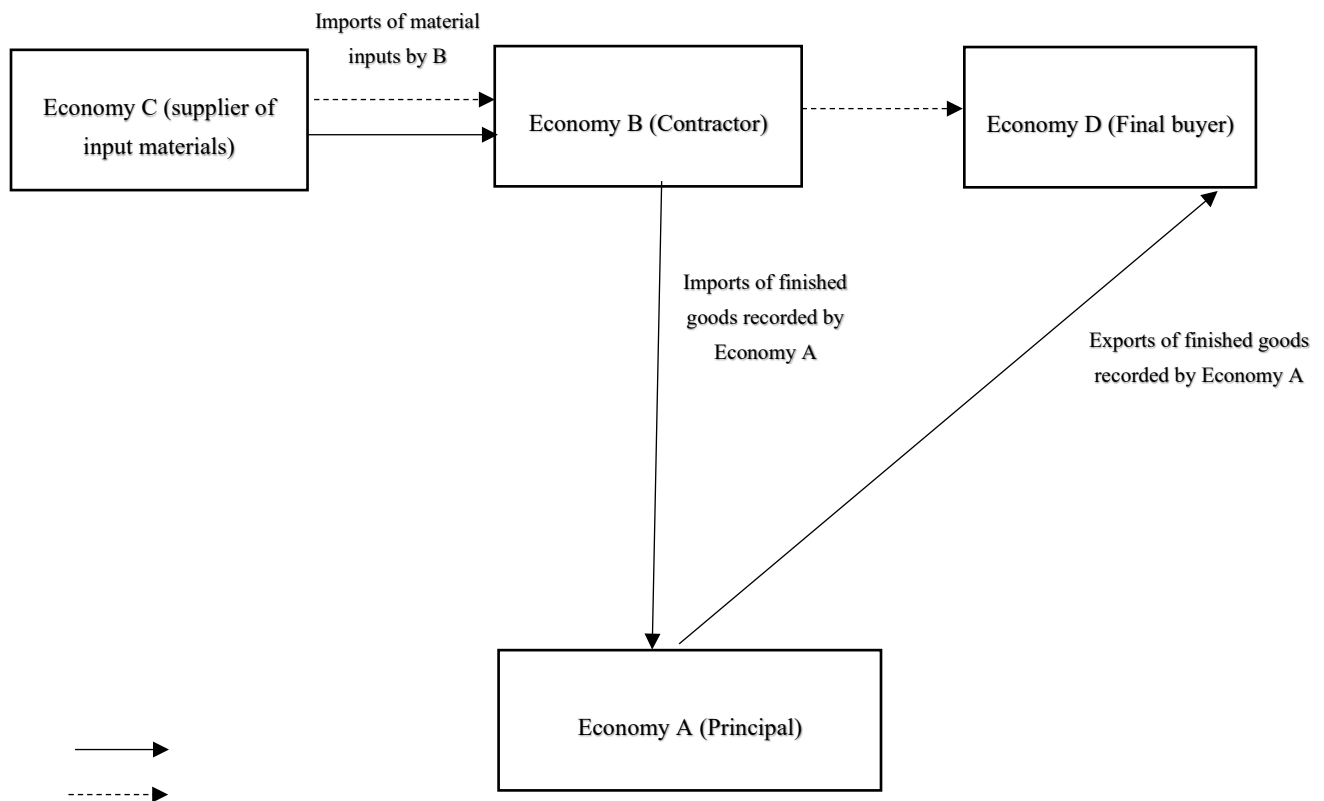 Imports of material
inputs by B
Economy C (supplier of
input materials)
Economy B (Contractor)
Economy D (Final buyer)
Imports of finished
goods recorded by
Economy A
Exports of finished goods
recorded by Economy A
Economy A (Principal)